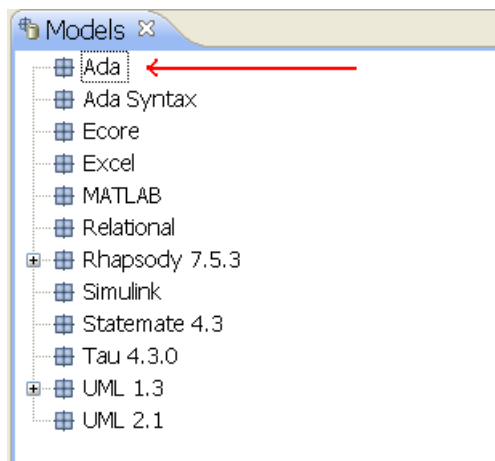 Models
Ada
Ada Syntax
Ecore
Excel
MATLAB
Relational
Rhapsody 7.5.3
Simulink
Statemate 4.3
Tau 4.3.0
UML 1.3
UML 2.1